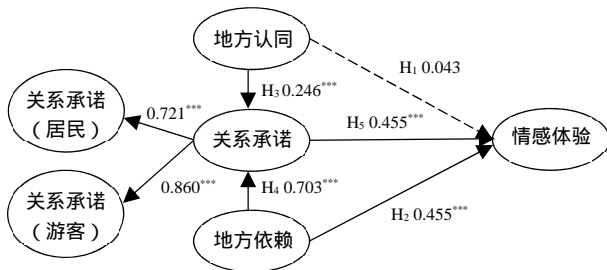 地方认同
H₁ 0.043
H₃ 0.246***
关系承诺
（居民）
0.721***
关系承诺
H₅ 0.455***
情感体验
0.860***
H₄ 0.703***
关系承诺
（游客）
H₂ 0.455***
地方依赖